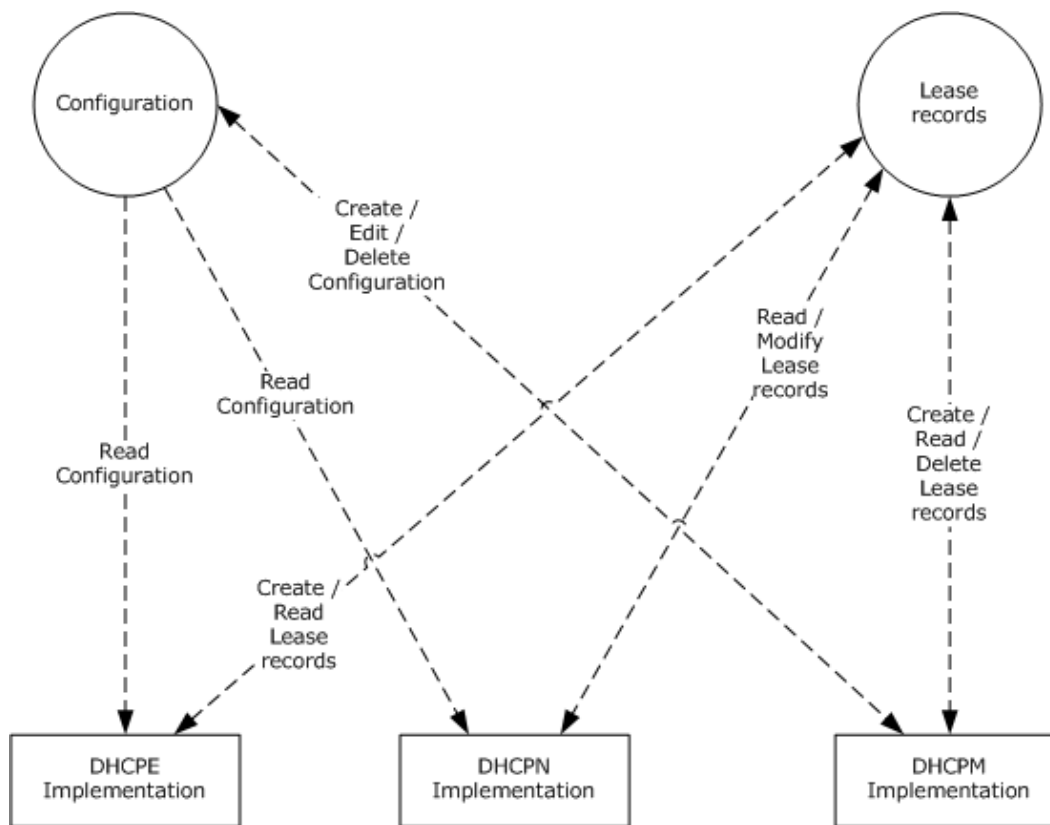 Configuration
Lease
records
Create /
Edit /
Delete
Configuration
Read /
Modify
Lease
records
Read
Configuration
Create /
Read /
Delete
Lease
records
Read
Configuration
Create /
Read
Lease
records
DHCPE
Implementation
DHCPN
Implementation
DHCPM
Implementation